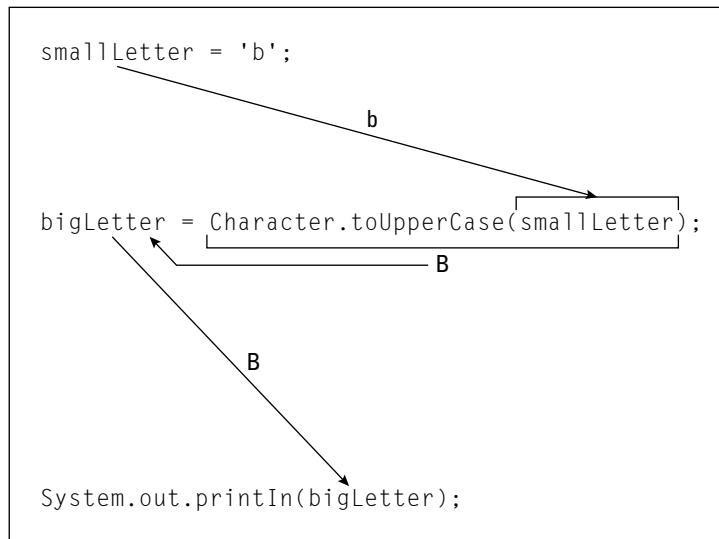 smallLetter = 'b';
b
bigLetter = Character.toUpperCase(smallLetter);
B
B
System.out.printIn(bigLetter);